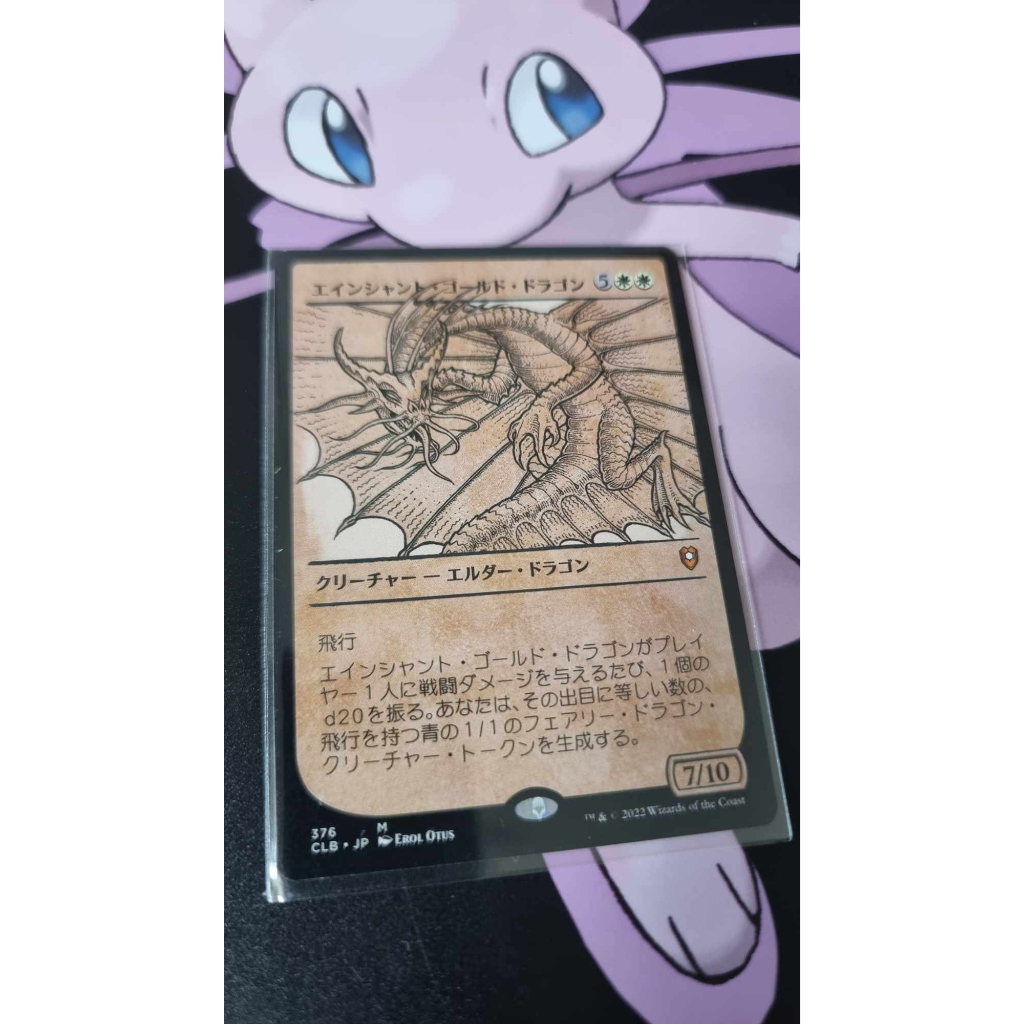 エインシャント・ゴールド・ドラゴン 5
クリーチャー — エルダー・ドラゴン
飛行
エインシャント・ゴールド・ドラゴンがプレイ
ヤー1人に戦闘ダメージを与えるたび、1個の
d20を振る。あなたは、その出目に等しい数の、
飛行を持つ青の1/1のフェアリー・ドラゴン・
クリーチャー・トークンを生成する。
7/10
376 M
CLB • JP EROL OTUS
™ & © 2022 Wizards of the Coast